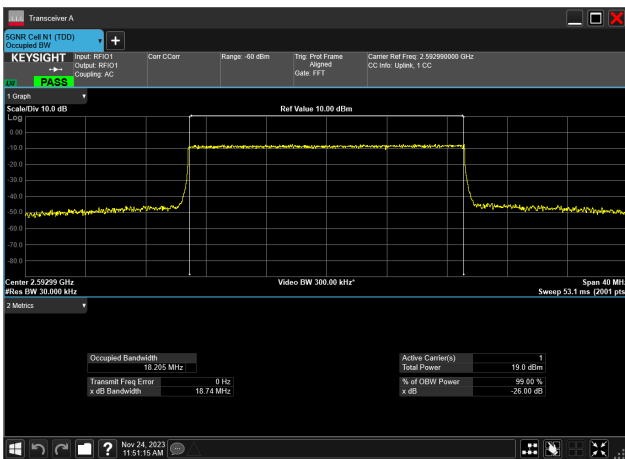 Transceiver A
5GNR Cell N1 (TDD)
Occupied BW
KEYSIGHT
Input: RFIO1
Output: RFIO1
Coupling: AC
Corr CCorr
Range: -60 dBm
Trig: Prot Frame
Aligned
Gate: FFT
Carrier Ref Freq: 2.592990000 GHz
CC Info: Uplink, 1 CC
PASS
1 Graph
Scale/Div 10.0 dB
Ref Value 10.00 dBm
Log
0.00
-10.0
-20.0
-30.0
-40.0
-50.0
-60.0
-70.0
-80.0
Center 2.59299 GHz
Video BW 300.00 kHz*
Span 40 MHz
#Res BW 30.000 kHz
Sweep 53.1 ms (2001 pts
2 Metrics
Occupied Bandwidth
18.205 MHz
Active Carrier(s) 1
Total Power 19.0 dBm
Transmit Freq Error 0 Hz
x dB Bandwidth 18.74 MHz
% of OBW Power 99.00 %
x dB -26.00 dB
Nov 24, 2023
11:51:15 AM